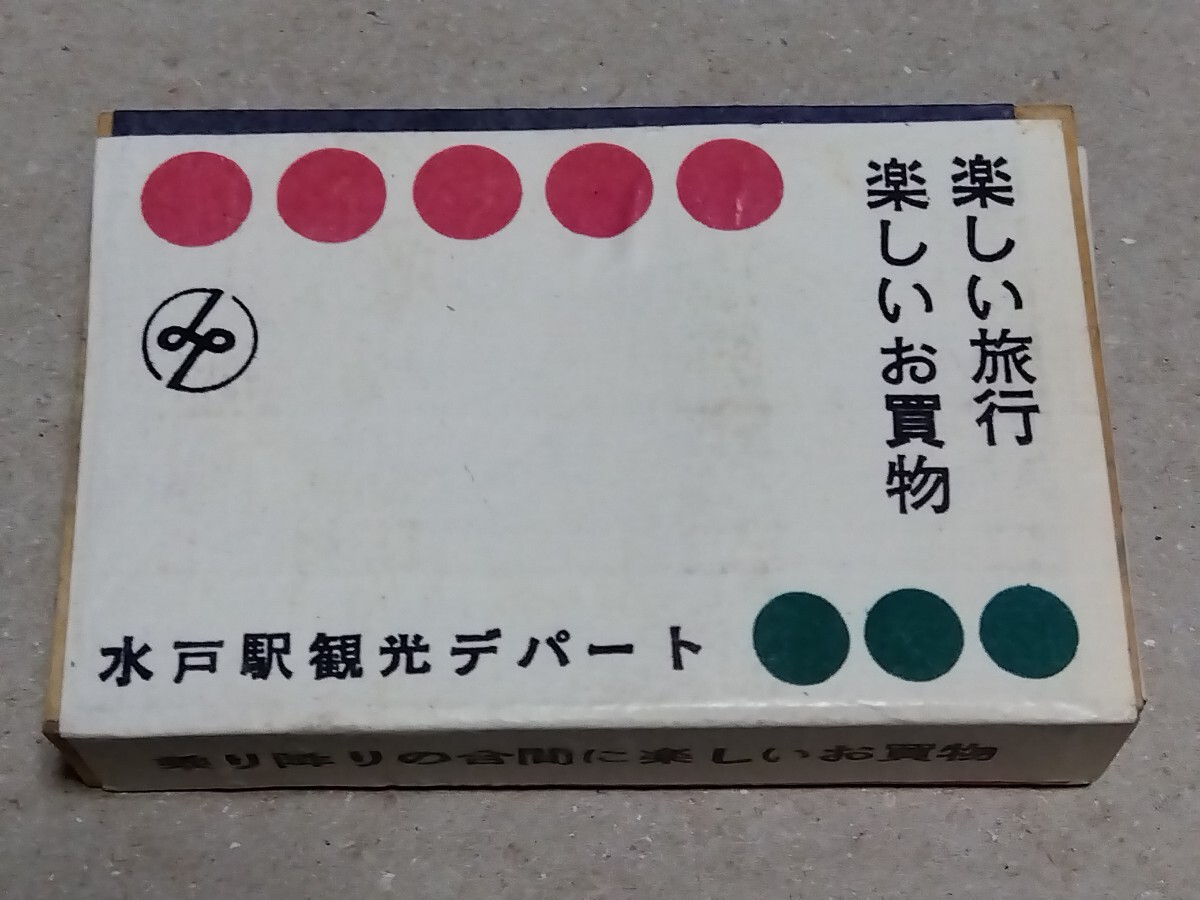 楽しい旅行
楽しいお買物
水戸駅観光デパート
乗り降りの合間に楽しいお買物